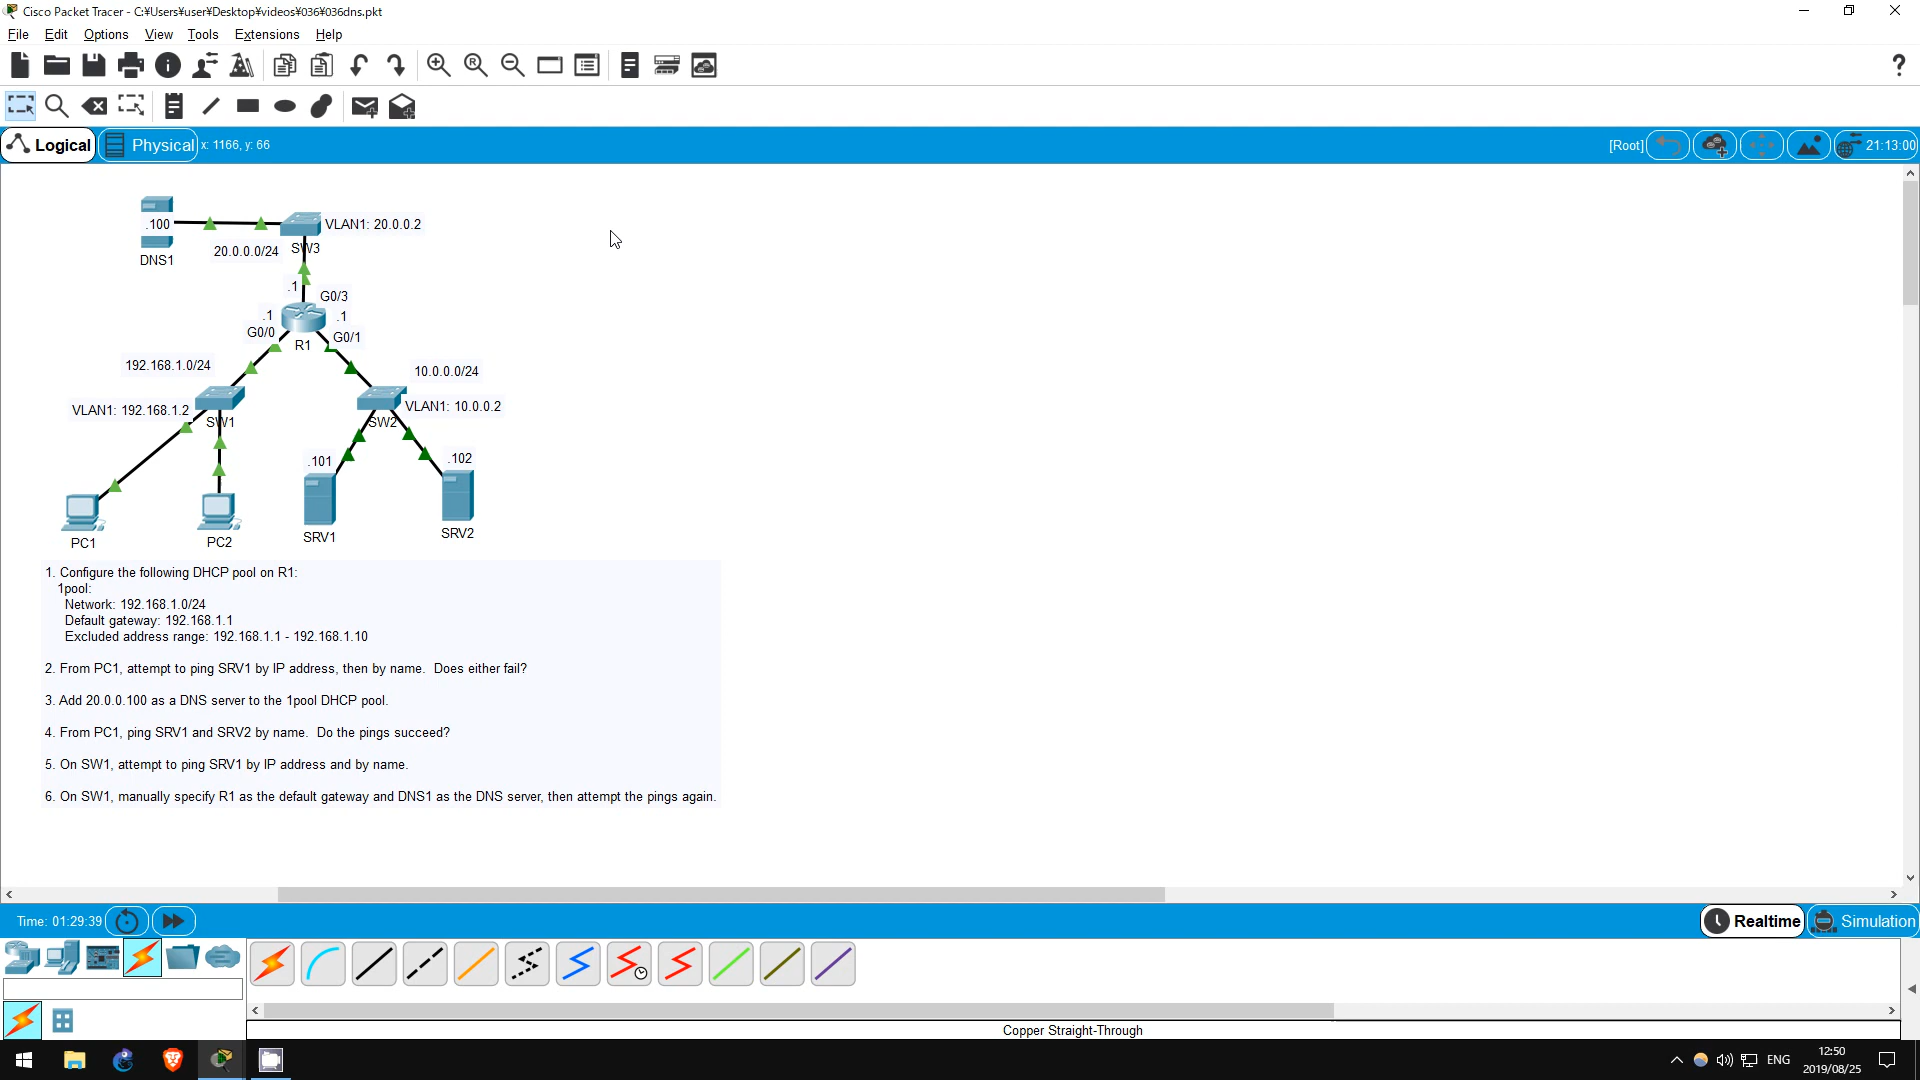 Cisco Packet Tracer - C:¥Users¥user¥Desktop¥videos¥036¥036dns.pkt
File Edit Options View Tools Extensions Help
?
Logical Physical x: 1166, y: 66 [Root] 21:13:00
.100
DNS1
20.0.0.0/24
SW3
VLAN1: 20.0.0.2
.1
G0/3
.1
G0/0
.1
G0/1
R1
192.168.1.0/24
10.0.0.0/24
VLAN1: 192.168.1.2
SW1
VLAN1: 10.0.0.2
SW2
.101
.102
PC1
PC2
SRV1
SRV2
1. Configure the following DHCP pool on R1:
1pool:
Network: 192.168.1.0/24
Default gateway: 192.168.1.1
Excluded address range: 192.168.1.1 - 192.168.1.10
2. From PC1, attempt to ping SRV1 by IP address, then by name. Does either fail?
3. Add 20.0.0.100 as a DNS server to the 1pool DHCP pool.
4. From PC1, ping SRV1 and SRV2 by name. Do the pings succeed?
5. On SW1, attempt to ping SRV1 by IP address and by name.
6. On SW1, manually specify R1 as the default gateway and DNS1 as the DNS server, then attempt the pings again.
Time: 01:29:39 Realtime Simulation
Copper Straight-Through
ENG
12:50
2019/08/25